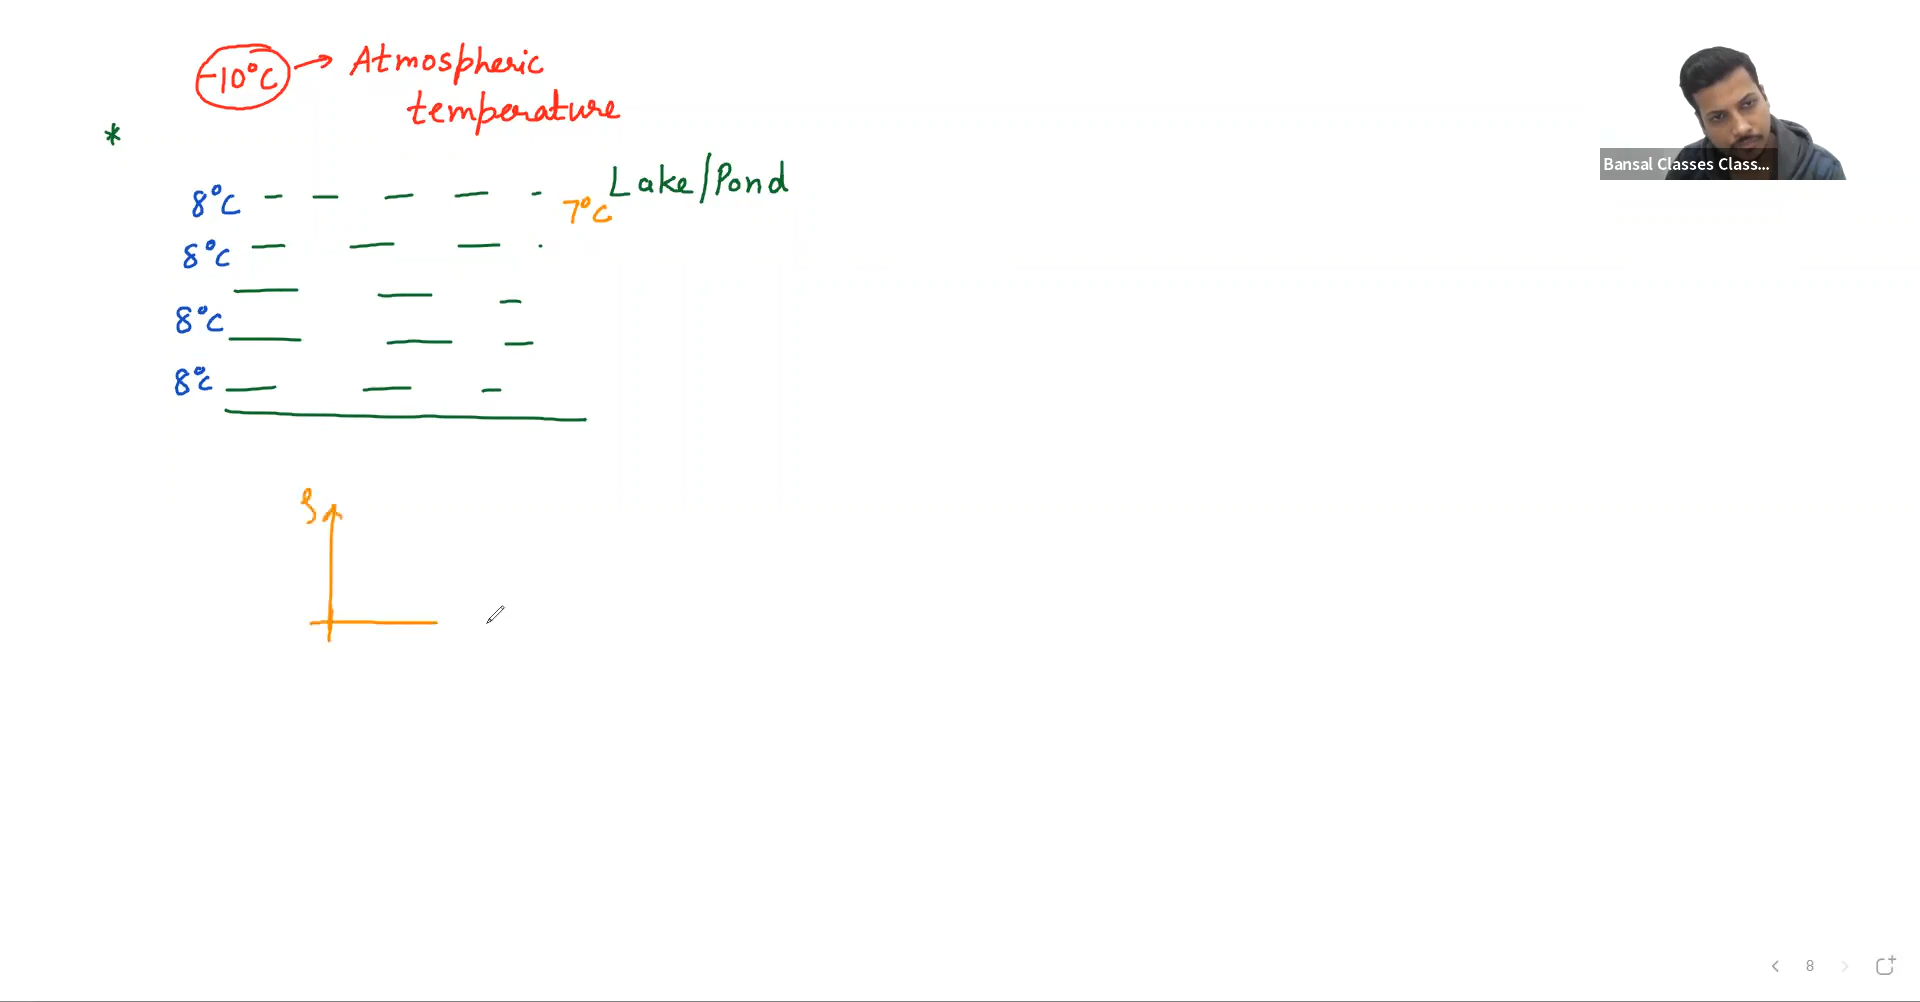 -10°C → Atmospheric
temperature
*
Lake/Pond
8°C
7°C
8°C
8°C
8°C
ρ
Bansal Classes Class...
8